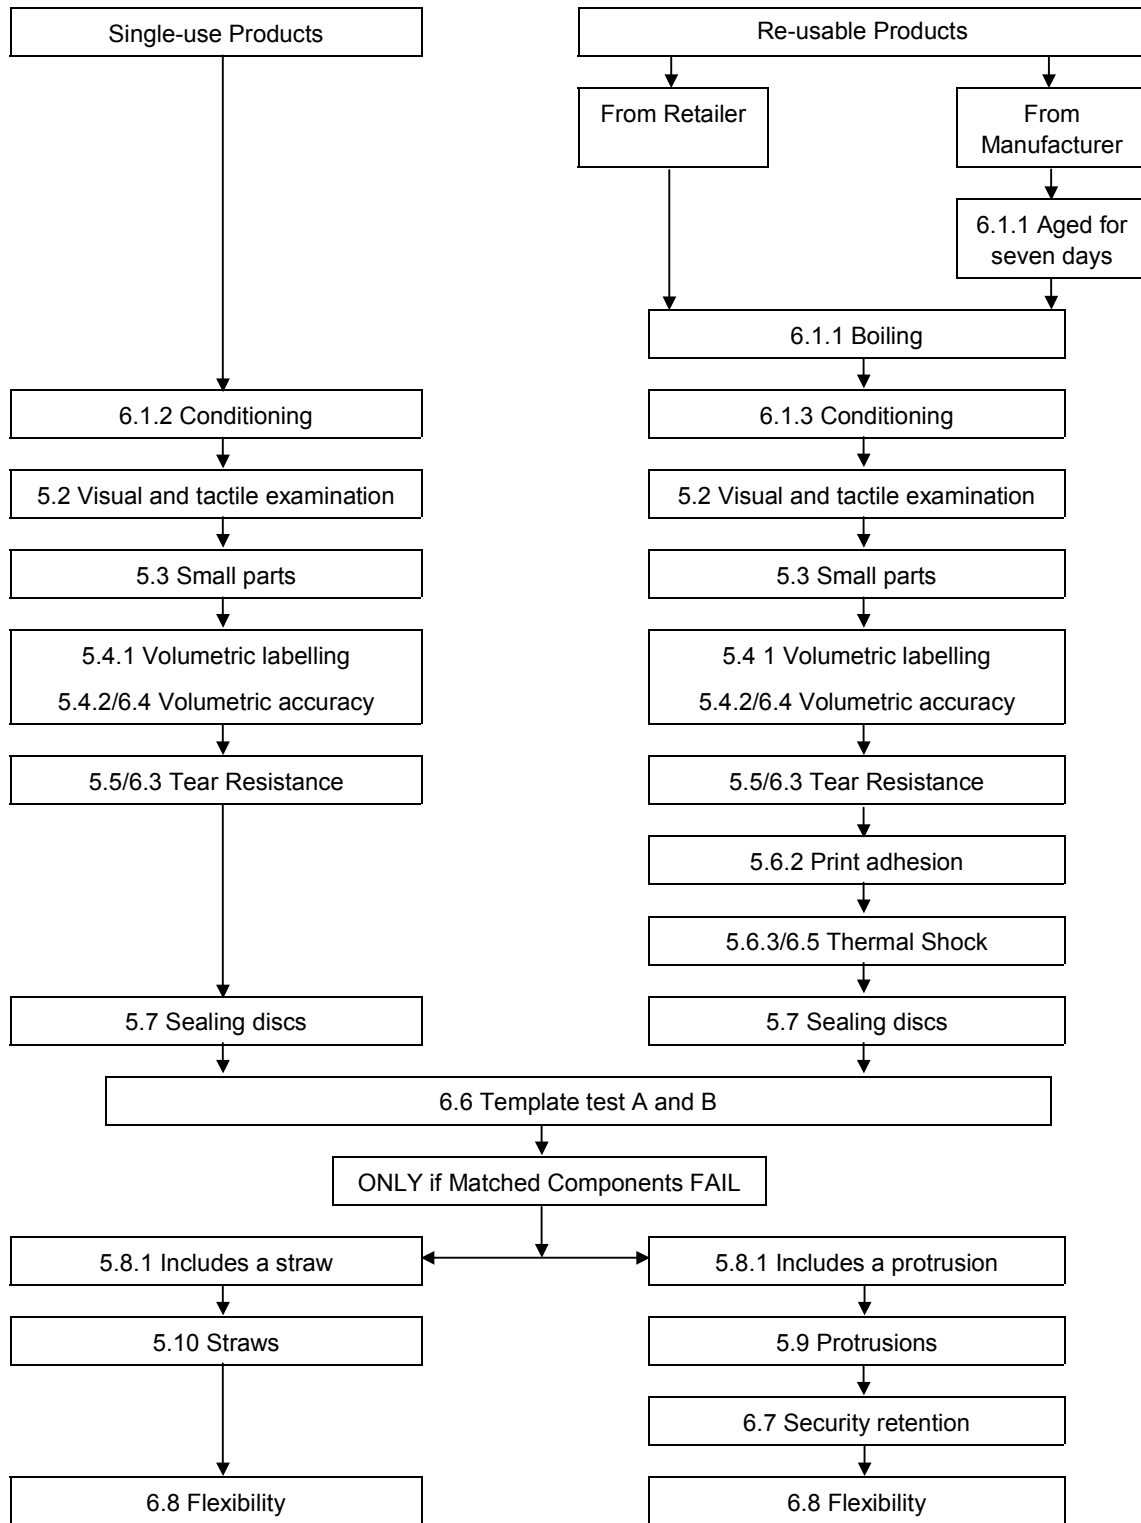 Single-use Products
Re-usable Products
From Retailer
From
Manufacturer
6.1.1 Aged for
seven days
6.1.1 Boiling
6.1.2 Conditioning
6.1.3 Conditioning
5.2 Visual and tactile examination
5.2 Visual and tactile examination
5.3 Small parts
5.3 Small parts
5.4.1 Volumetric labelling
5.4.2/6.4 Volumetric accuracy
5.4 1 Volumetric labelling
5.4.2/6.4 Volumetric accuracy
5.5/6.3 Tear Resistance
5.5/6.3 Tear Resistance
5.6.2 Print adhesion
5.6.3/6.5 Thermal Shock
5.7 Sealing discs
5.7 Sealing discs
6.6 Template test A and B
ONLY if Matched Components FAIL
5.8.1 Includes a straw
5.8.1 Includes a protrusion
5.10 Straws
5.9 Protrusions
6.7 Security retention
6.8 Flexibility
6.8 Flexibility